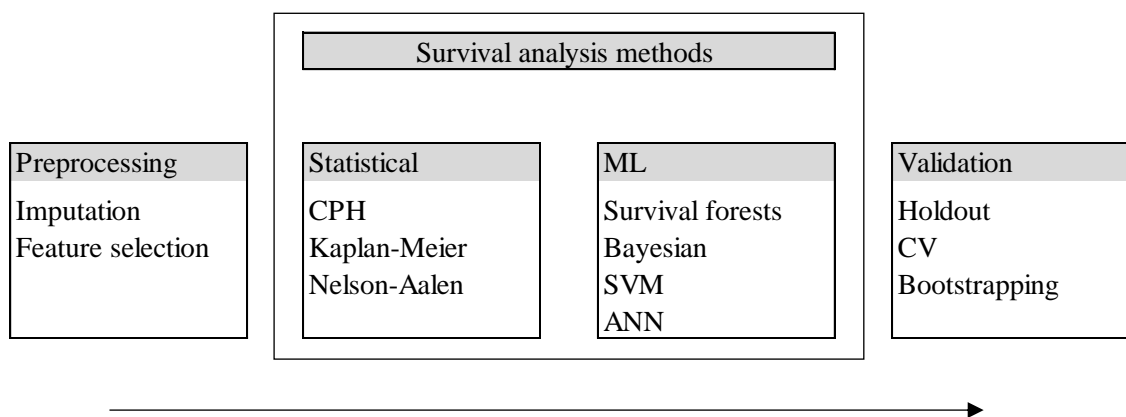 Survival analysis methods
Preprocessing
Imputation
Feature selection
Statistical
CPH
Kaplan-Meier
Nelson-Aalen
ML
Survival forests
Bayesian
SVM
ANN
Validation
Holdout
CV
Bootstrapping